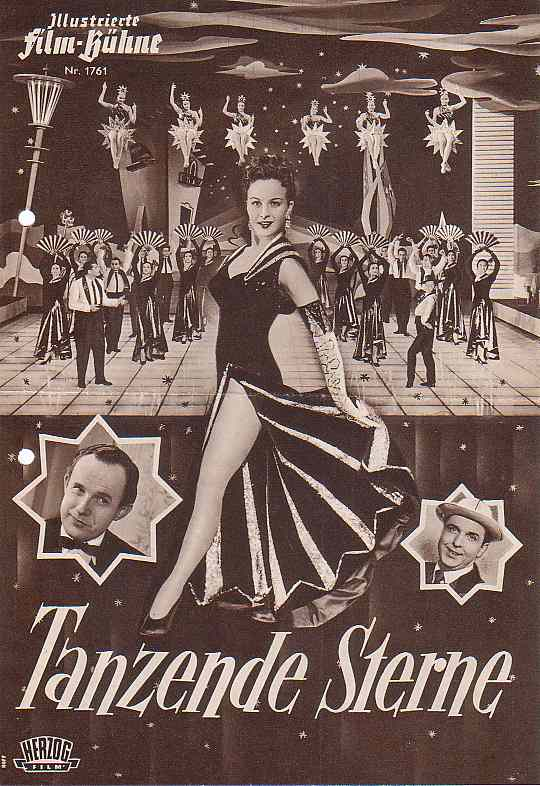 Illustrierte
Film-Bühne
Nr. 1761
Tanzende Sterne
HERZOG
FILM